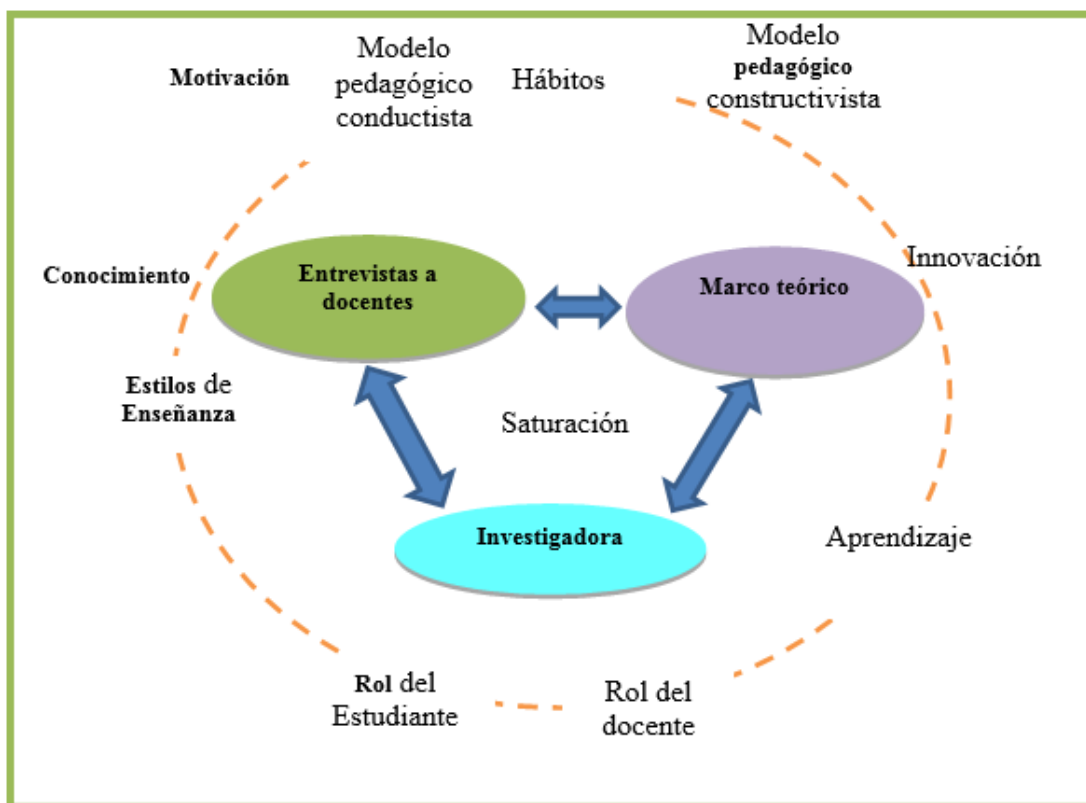 Modelo
pedagógico
conductista
Motivación
Hábitos
Modelo
pedagógico
constructivista
Conocimiento
Entrevistas a
docentes
Marco teórico
Innovación
Estilos de
Enseñanza
Saturación
Investigadora
Aprendizaje
Rol del
Estudiante
Rol del
docente